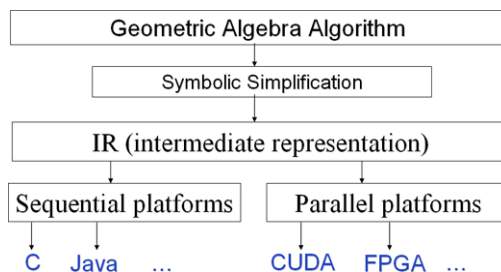 Geometric Algebra Algorithm
Symbolic Simplification
IR (intermediate representation)
Sequential platforms Parallel platforms
C Java ... CUDA FPGA ...